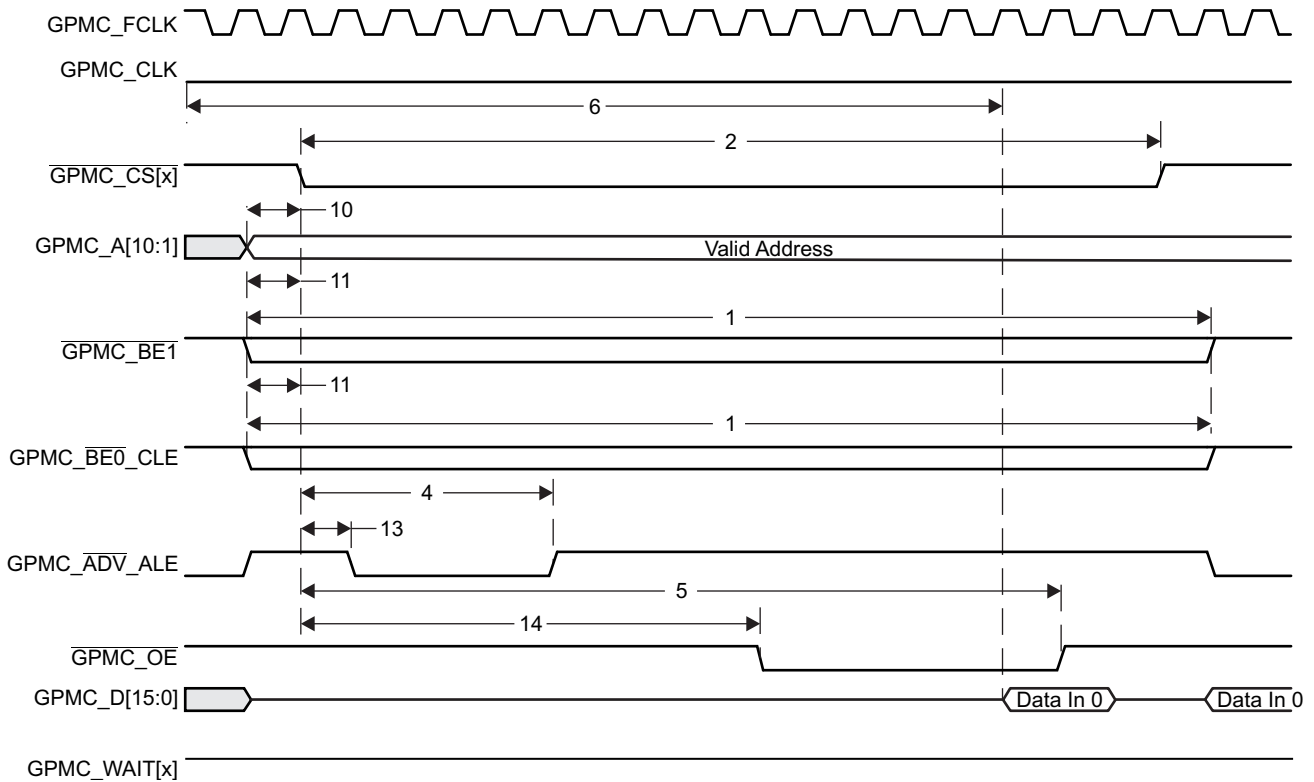 GPMC_FCLK
GPMC_CLK
6
2
GPMC_CS[x]
10
GPMC_A[10:1]
Valid Address
11
1
GPMC_BE1
11
1
GPMC_BE0_CLE
4
13
GPMC_ADV_ALE
5
14
GPMC_OE
GPMC_D[15:0]
Data In 0
Data In 0
GPMC_WAIT[x]